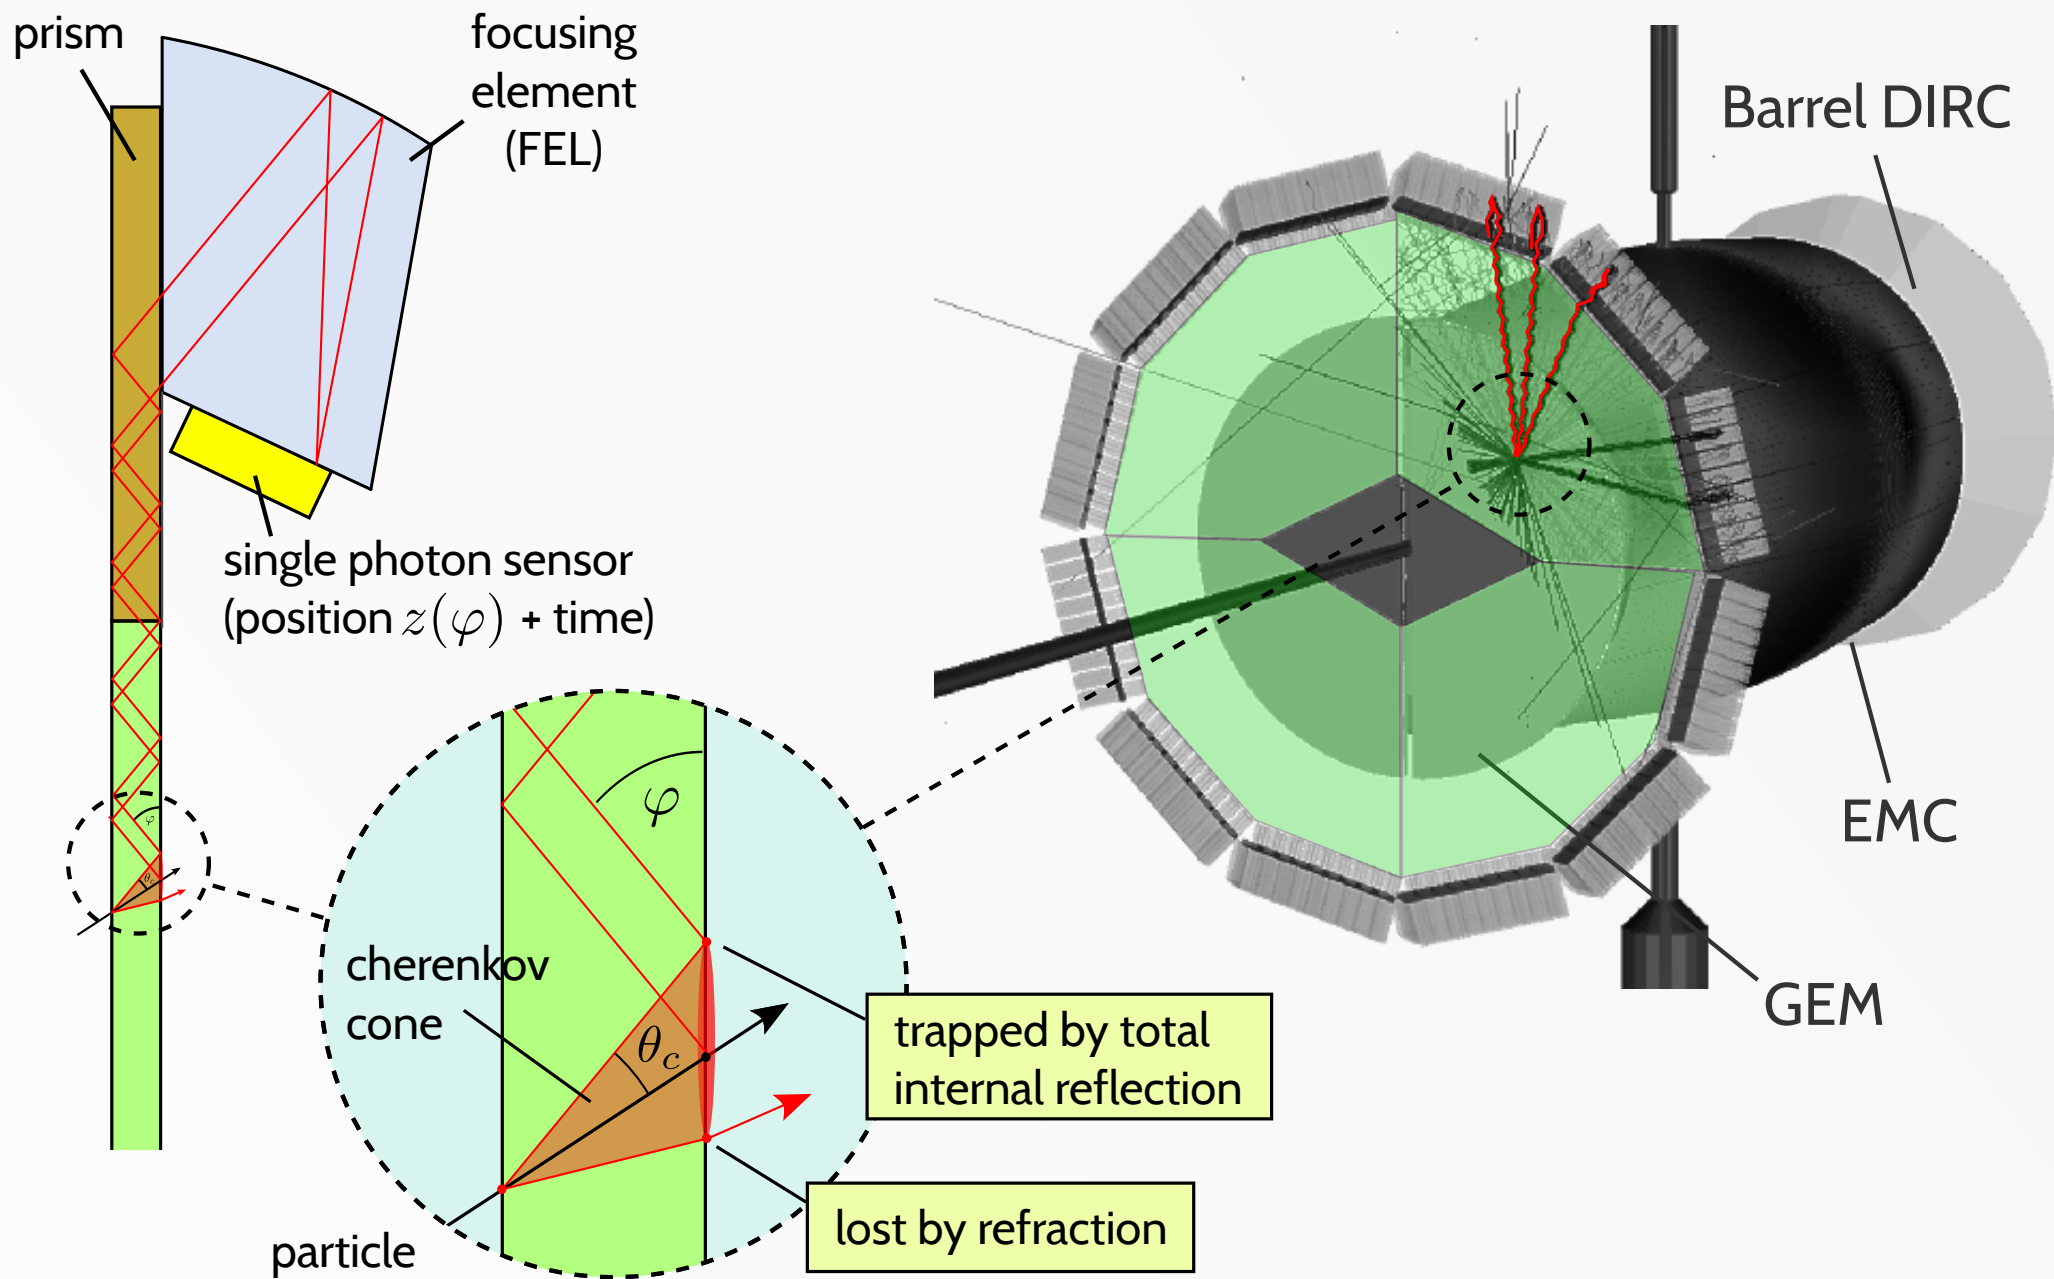 prism
focusing
element
(FEL)
single photon sensor
(position z(φ) + time)
φ
θc
φ
cherenkov
cone
θc
trapped by total
internal reflection
lost by refraction
particle
Barrel DIRC
EMC
GEM